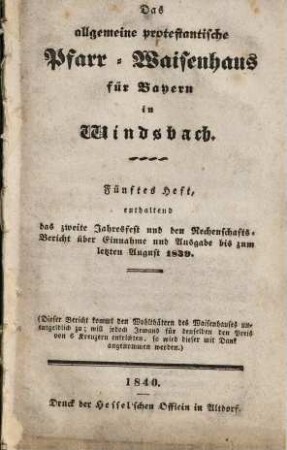 Das
allgemeine protestantische
Pfarr-Waisenhaus
für Bayern
in
Windsbach.
Fünftes Heft,
enthaltend
das zweite Jahresfest und den Rechenschafts-
Bericht über Einnahme und Ausgabe bis zum
letzten August 1839.
(Dieser Bericht kommt den Wohlthätern des Waisenhauses un-
entgeldlich zu; will jedoch Jemand für denselben den Preis
von 6 Kreuzern entrichten, so wird dieser mit Dank
angenommen werden.)
1840.
Druck der Hessel'schen Offizin in Altdorf.